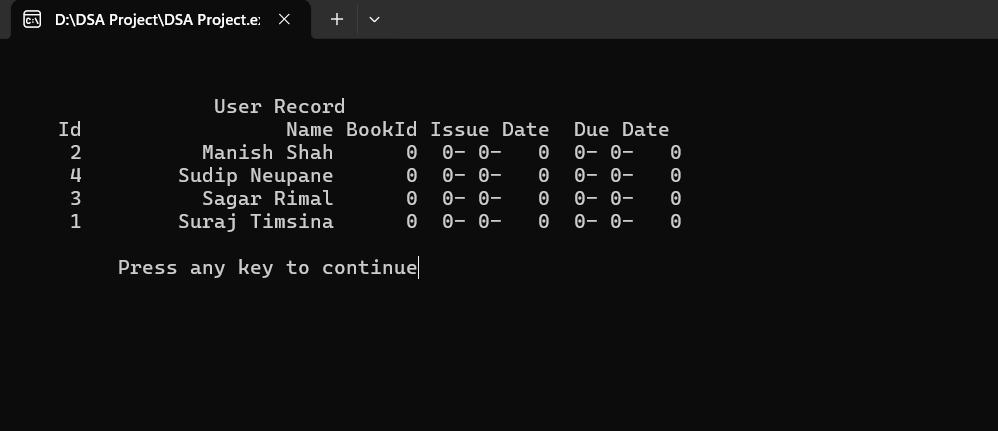 D:\DSA Project\DSA Project.e
User Record
Id Name BookId Issue Date Due Date
2 Manish Shah 0 0- 0- 0 0- 0- 0
4 Sudip Neupane 0 0- 0- 0 0- 0- 0
3 Sagar Rimal 0 0- 0- 0 0- 0- 0
1 Suraj Timsina 0 0- 0- 0 0- 0- 0
Press any key to continue